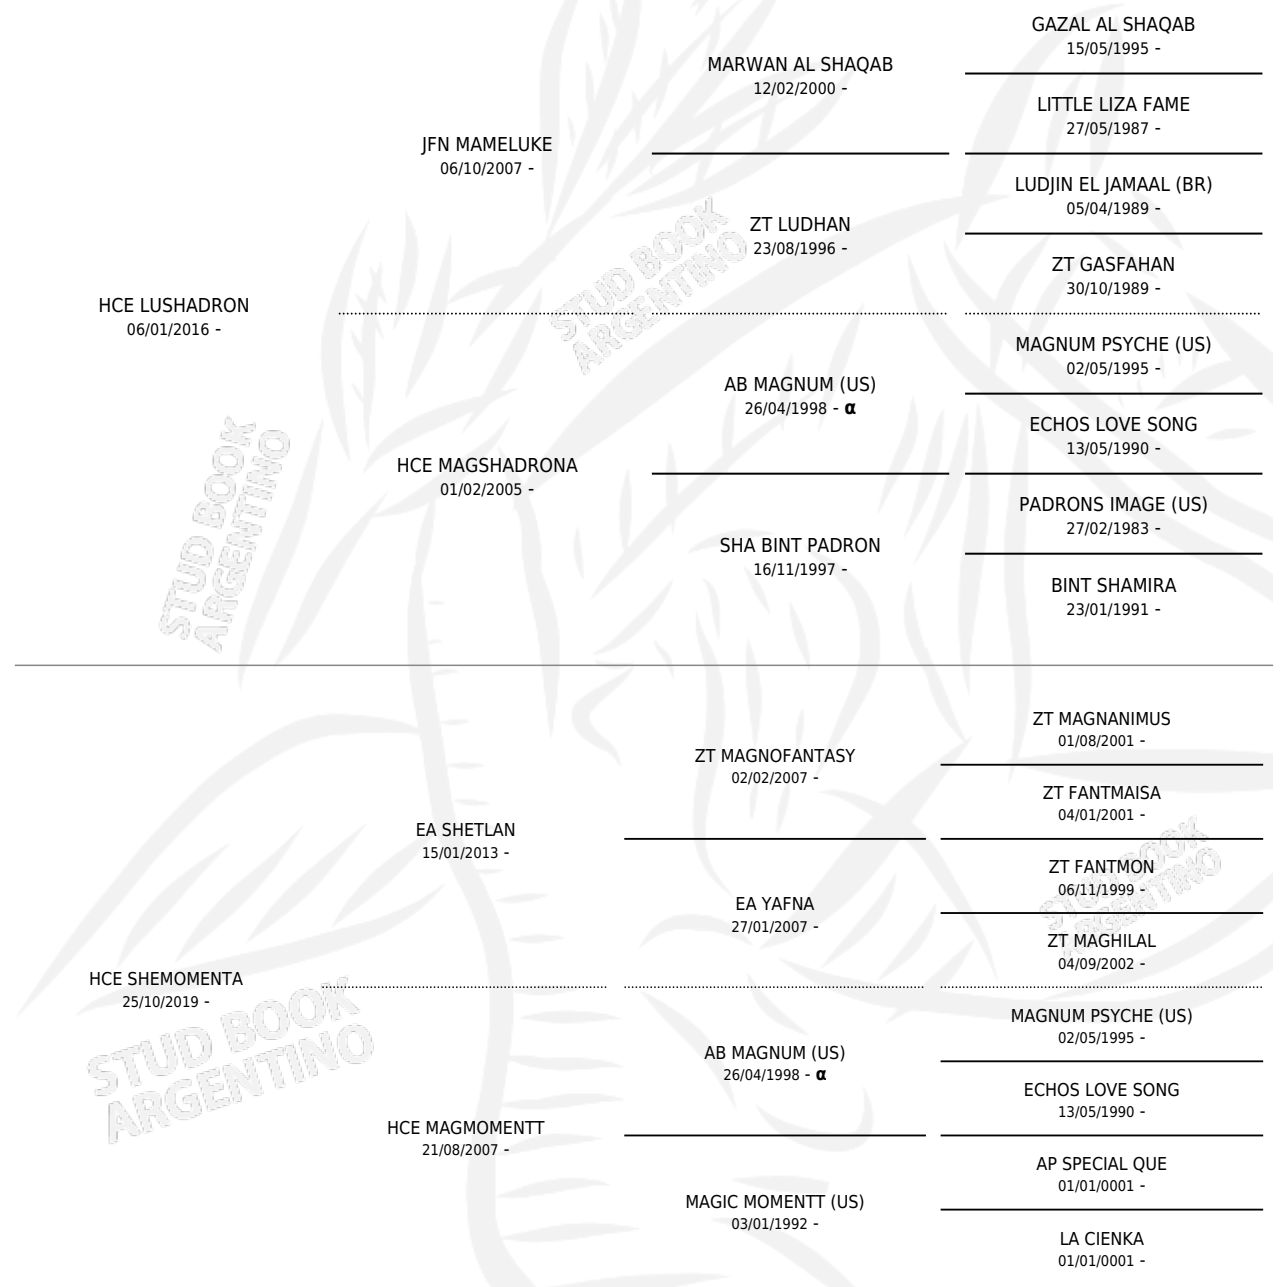 GAZAL AL SHAQAB
15/05/1995 -
MARWAN AL SHAQAB
12/02/2000 -
LITTLE LIZA FAME
27/05/1987 -
JFN MAMELUKE
06/10/2007 -
LUDJIN EL JAMAAL (BR)
05/04/1989 -
ZT LUDHAN
23/08/1996 -
ZT GASFAHAN
30/10/1989 -
HCE LUSHADRON
06/01/2016 -
MAGNUM PSYCHE (US)
02/05/1995 -
AB MAGNUM (US)
26/04/1998 - α
ECHOS LOVE SONG
13/05/1990 -
HCE MAGSHADRONA
01/02/2005 -
PADRONS IMAGE (US)
27/02/1983 -
SHA BINT PADRON
16/11/1997 -
BINT SHAMIRA
23/01/1991 -
STUD BOOK
ARGENTINO
STUD BOOK
ARGENTINO
ZT MAGNANIMUS
01/08/2001 -
ZT MAGNOFANTASY
02/02/2007 -
ZT FANTMAISA
04/01/2001 -
EA SHETLAN
15/01/2013 -
ZT FANTMON
06/11/1999 -
EA YAFNA
27/01/2007 -
ZT MAGHILAL
04/09/2002 -
HCE SHEMOMENTA
25/10/2019 -
MAGNUM PSYCHE (US)
02/05/1995 -
AB MAGNUM (US)
26/04/1998 - α
ECHOS LOVE SONG
13/05/1990 -
HCE MAGMOMENTT
21/08/2007 -
AP SPECIAL QUE
01/01/0001 -
MAGIC MOMENTT (US)
03/01/1992 -
LA CIENKA
01/01/0001 -
STUD BOOK
ARGENTINO
STUD BOOK
ARGENTINO